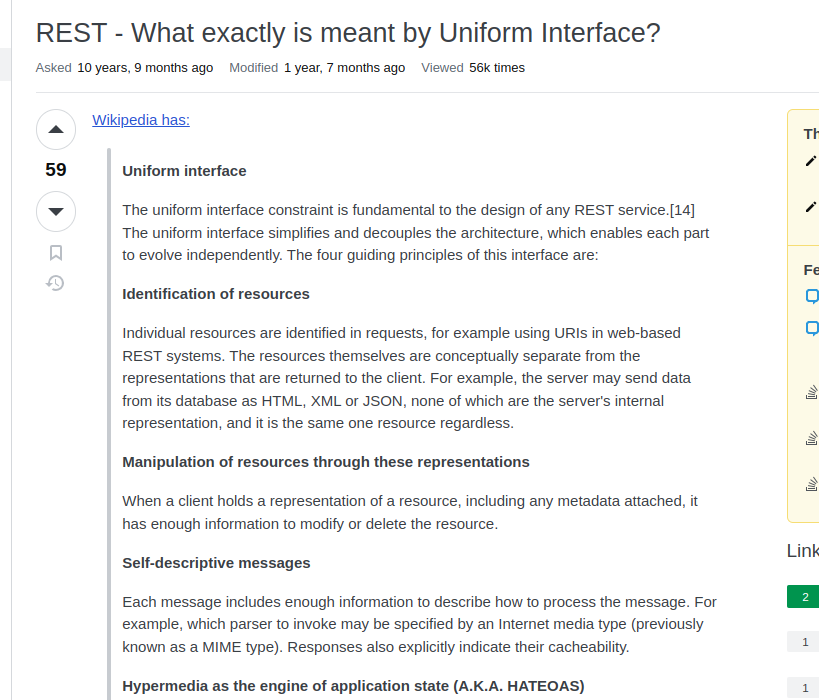 REST - What exactly is meant by Uniform Interface?
Asked 10 years, 9 months ago Modified 1 year, 7 months ago Viewed 56k times
Wikipedia has:
59
Uniform interface
The uniform interface constraint is fundamental to the design of any REST service.[14]
The uniform interface simplifies and decouples the architecture, which enables each part
to evolve independently. The four guiding principles of this interface are:
Identification of resources
Individual resources are identified in requests, for example using URIs in web-based
REST systems. The resources themselves are conceptually separate from the
representations that are returned to the client. For example, the server may send data
from its database as HTML, XML or JSON, none of which are the server's internal
representation, and it is the same one resource regardless.
Manipulation of resources through these representations
When a client holds a representation of a resource, including any metadata attached, it
has enough information to modify or delete the resource.
Self-descriptive messages
Each message includes enough information to describe how to process the message. For
example, which parser to invoke may be specified by an Internet media type (previously
known as a MIME type). Responses also explicitly indicate their cacheability.
Hypermedia as the engine of application state (A.K.A. HATEOAS)
Th
Fe
Link
2
1
1